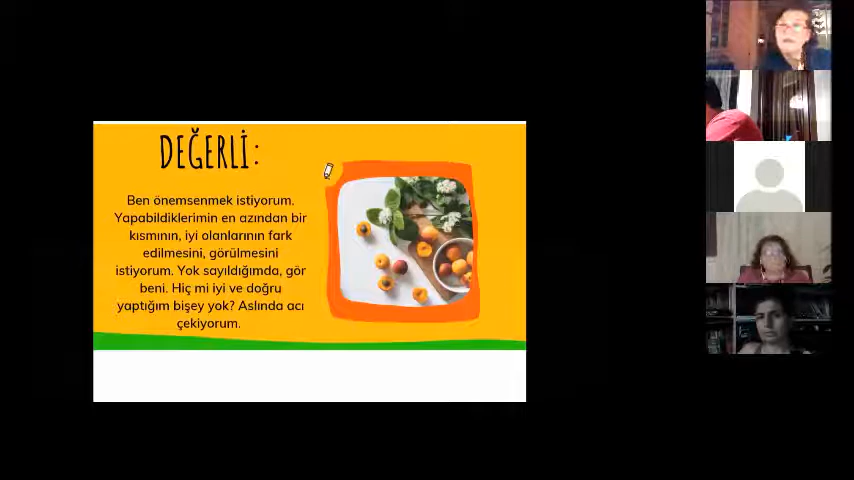 DEĞERLİ:
Ben önemsenmek istiyorum.
Yapabildiklerimin en azından bir
kısmının, iyi olanlarının fark
edilmesini, görülmesini
istiyorum. Yok sayıldığımda, gör
beni. Hiç mi iyi ve doğru
yaptığım bişey yok? Aslında acı
çekiyorum.